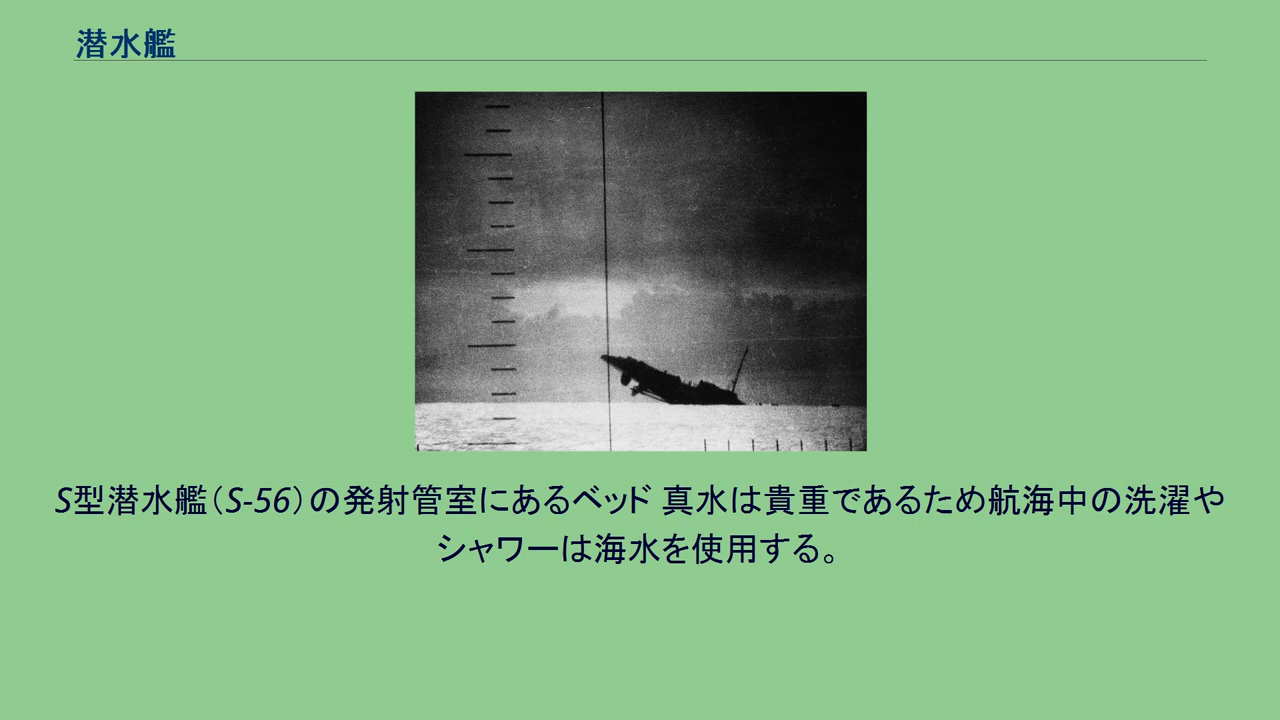 潜水艦
S型潜水艦（S-56）の発射管室にあるベッド 真水は貴重であるため航海中の洗濯や
シャワーは海水を使用する。